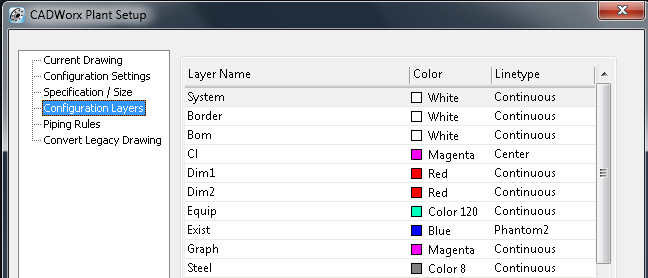 CADWorx Plant Setup
Current Drawing
Configuration Settings
Specification / Size
Configuration Layers
Piping Rules
Convert Legacy Drawing
Layer Name Color Linetype
System White Continuous
Border White Continuous
Bom White Continuous
Cl Magenta Center
Dim1 Red Continuous
Dim2 Red Continuous
Equip Color 120 Continuous
Exist Blue Phantom2
Graph Magenta Continuous
Steel Color 8 Continuous